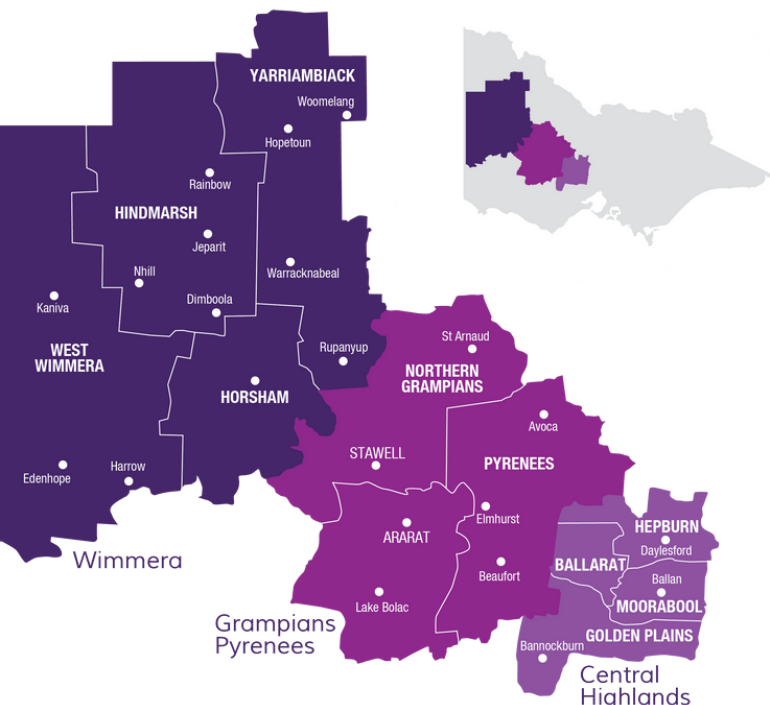 YARRIAMBIACK
Woomelang
Hopetoun
Rainbow
HINDMARSH
Jeparit
Nhill
Warracknabeal
Kaniva
Dimboola
St Arnaud
Rupanyup
WEST
WIMMERA
NORTHERN
GRAMPIANS
HORSHAM
Avoca
STAWELL
PYRENEES
Edenhope
Harrow
Elmhurst
HEPBURN
ARARAT
Daylesford
Wimmera
BALLARAT
Beaufort
Ballan
Lake Bolac
MOORABOOL
Grampians
Pyrenees
GOLDEN PLAINS
Bannockburn
Central
Highlands